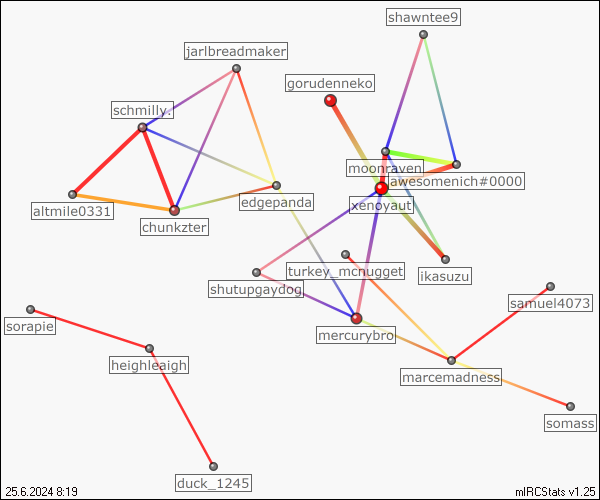 shawntee9
jarlbreadmaker
gorudenneko
schmilly.
moonraven
awesomenich#0000
edgepanda
xenoyaut
altmile0331
chunkzter
turkey_mcnugget
ikasuzu
shutupgaydog
samuel4073
sorapie
mercurybro
heighleaigh
marcemadness
somass
duck_1245
25.6.2024 8:19
mIRCStats v1.25